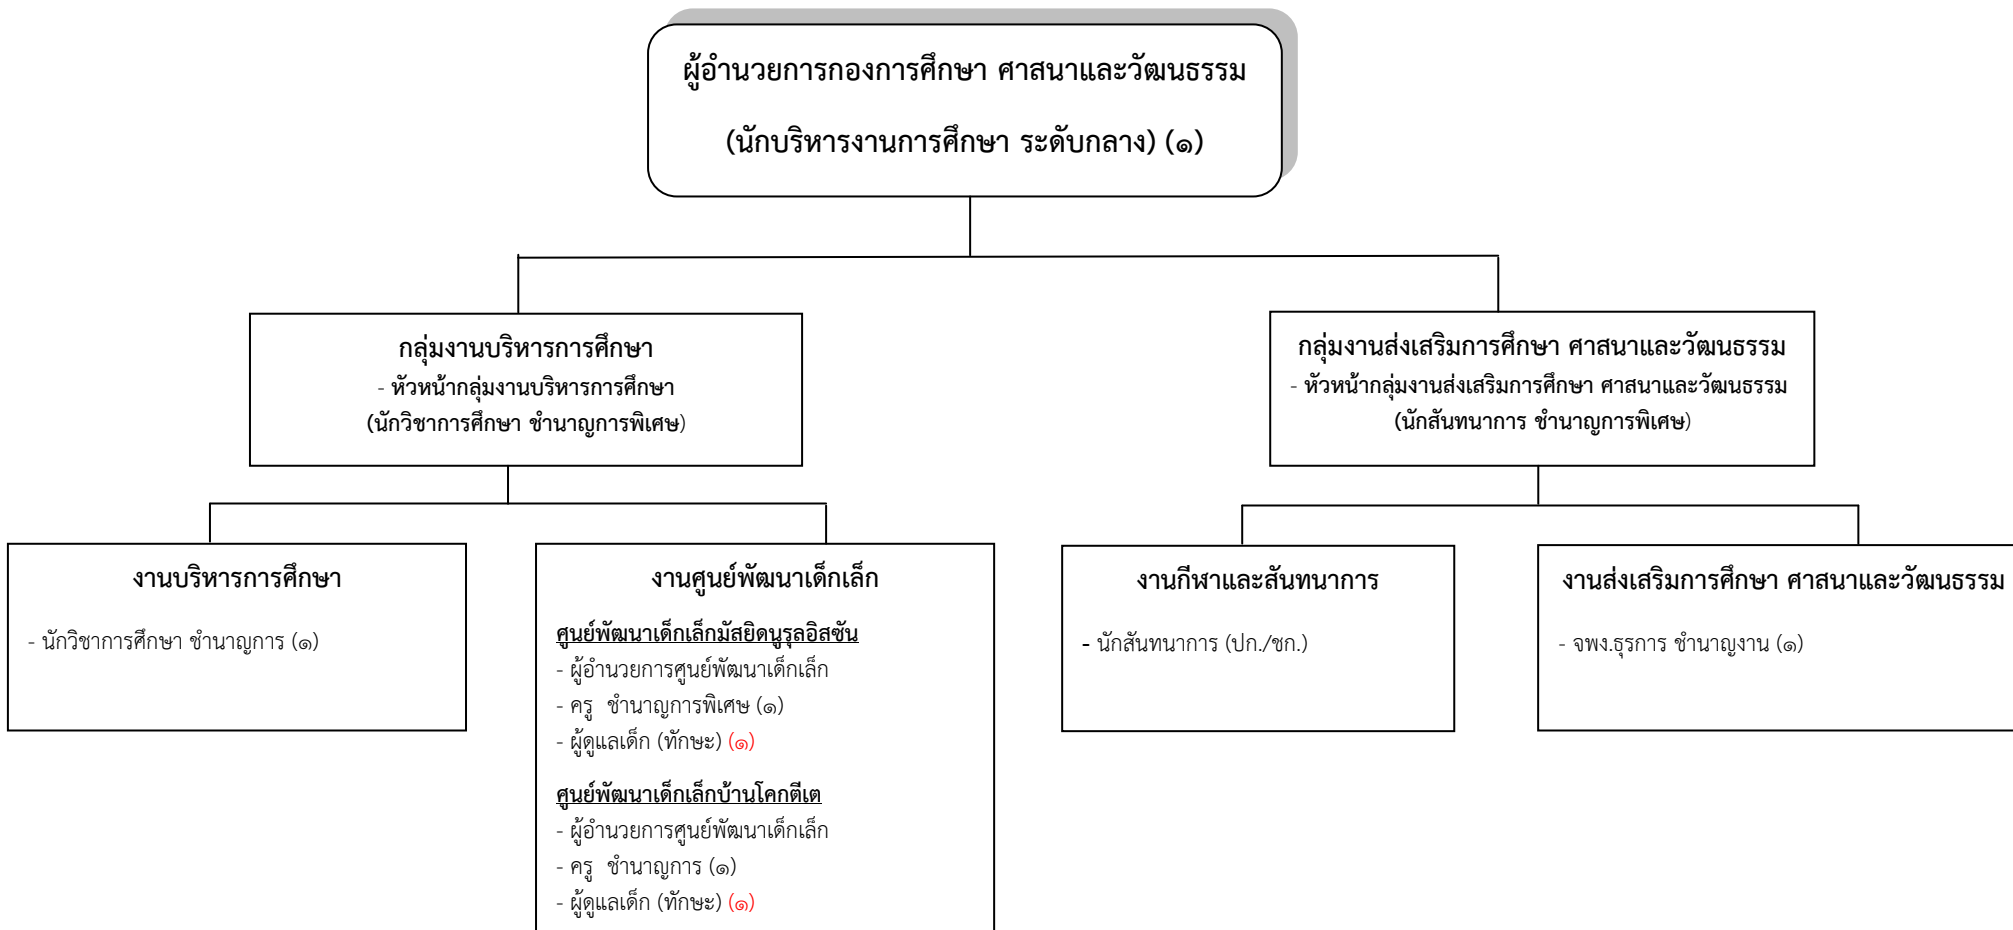 ผู้อำนวยการกองการศึกษา ศาสนาและวัฒนธรรม
(นักบริหารงานการศึกษา ระดับกลาง) (๑)
กลุ่มงานบริหารการศึกษา
- หัวหน้ากลุ่มงานบริหารการศึกษา
(นักวิชาการศึกษา ชำนาญการพิเศษ)
กลุ่มงานส่งเสริมการศึกษา ศาสนาและวัฒนธรรม
- หัวหน้ากลุ่มงานส่งเสริมการศึกษา ศาสนาและวัฒนธรรม
(นักสันทนาการ ชำนาญการพิเศษ)
งานบริหารการศึกษา
- นักวิชาการศึกษา ชำนาญการ (๑)
งานศูนย์พัฒนาเด็กเล็ก
ศูนย์พัฒนาเด็กเล็กมัสยิดนูรุลอิสซัน
- ผู้อำนวยการศูนย์พัฒนาเด็กเล็ก
- ครู ชำนาญการพิเศษ (๑)
- ผู้ดูแลเด็ก (ทักษะ) (๑)
ศูนย์พัฒนาเด็กเล็กบ้านโคกตีเต
- ผู้อำนวยการศูนย์พัฒนาเด็กเล็ก
- ครู ชำนาญการ (๑)
- ผู้ดูแลเด็ก (ทักษะ) (๑)
งานกีฬาและสันทนาการ
- นักสันทนาการ (ปก./ชก.)
งานส่งเสริมการศึกษา ศาสนาและวัฒนธรรม
- จพง.ธุรการ ชำนาญงาน (๑)